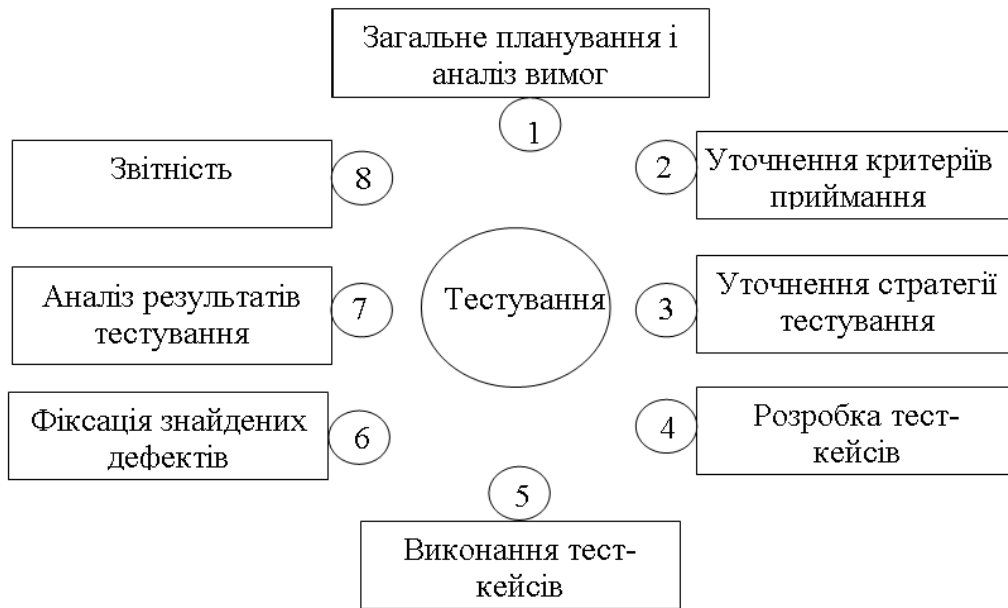 Загальне планування і
аналіз вимог
1
2
Уточнення критеріїв
приймання
3
Уточнення стратегії
тестування
4
Розробка тест-
кейсів
5
Виконання тест-
кейсів
6
Фіксація знайдених
дефектів
7
Аналіз результатів
тестування
8
Звітність
Тестування